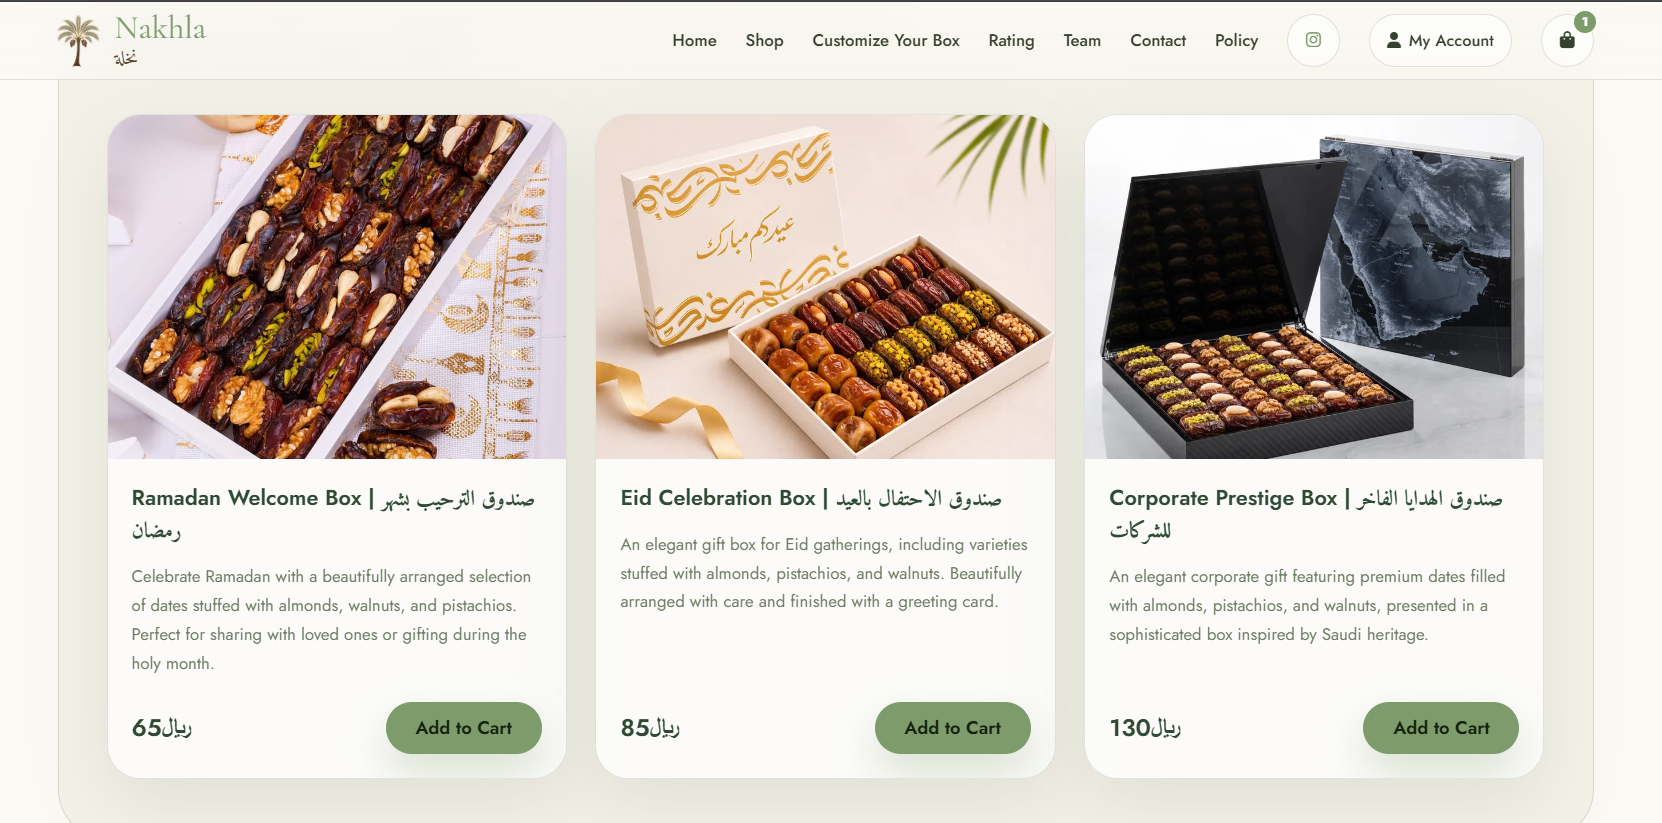 Nakhla
نخلة
Home Shop Customize Your Box Rating Team Contact Policy My Account 1
عيدكم مبارك
Ramadan Welcome Box | صندوق الترحيب بشهر
رمضان
Celebrate Ramadan with a beautifully arranged selection
of dates stuffed with almonds, walnuts, and pistachios.
Perfect for sharing with loved ones or gifting during the
holy month.
65ريال
Add to Cart
Eid Celebration Box | صندوق الاحتفال بالعيد
An elegant gift box for Eid gatherings, including varieties
stuffed with almonds, pistachios, and walnuts. Beautifully
arranged with care and finished with a greeting card.
85ريال
Add to Cart
Corporate Prestige Box | صندوق الهدايا الفاخر
للشركات
An elegant corporate gift featuring premium dates filled
with almonds, pistachios, and walnuts, presented in a
sophisticated box inspired by Saudi heritage.
130ريال
Add to Cart